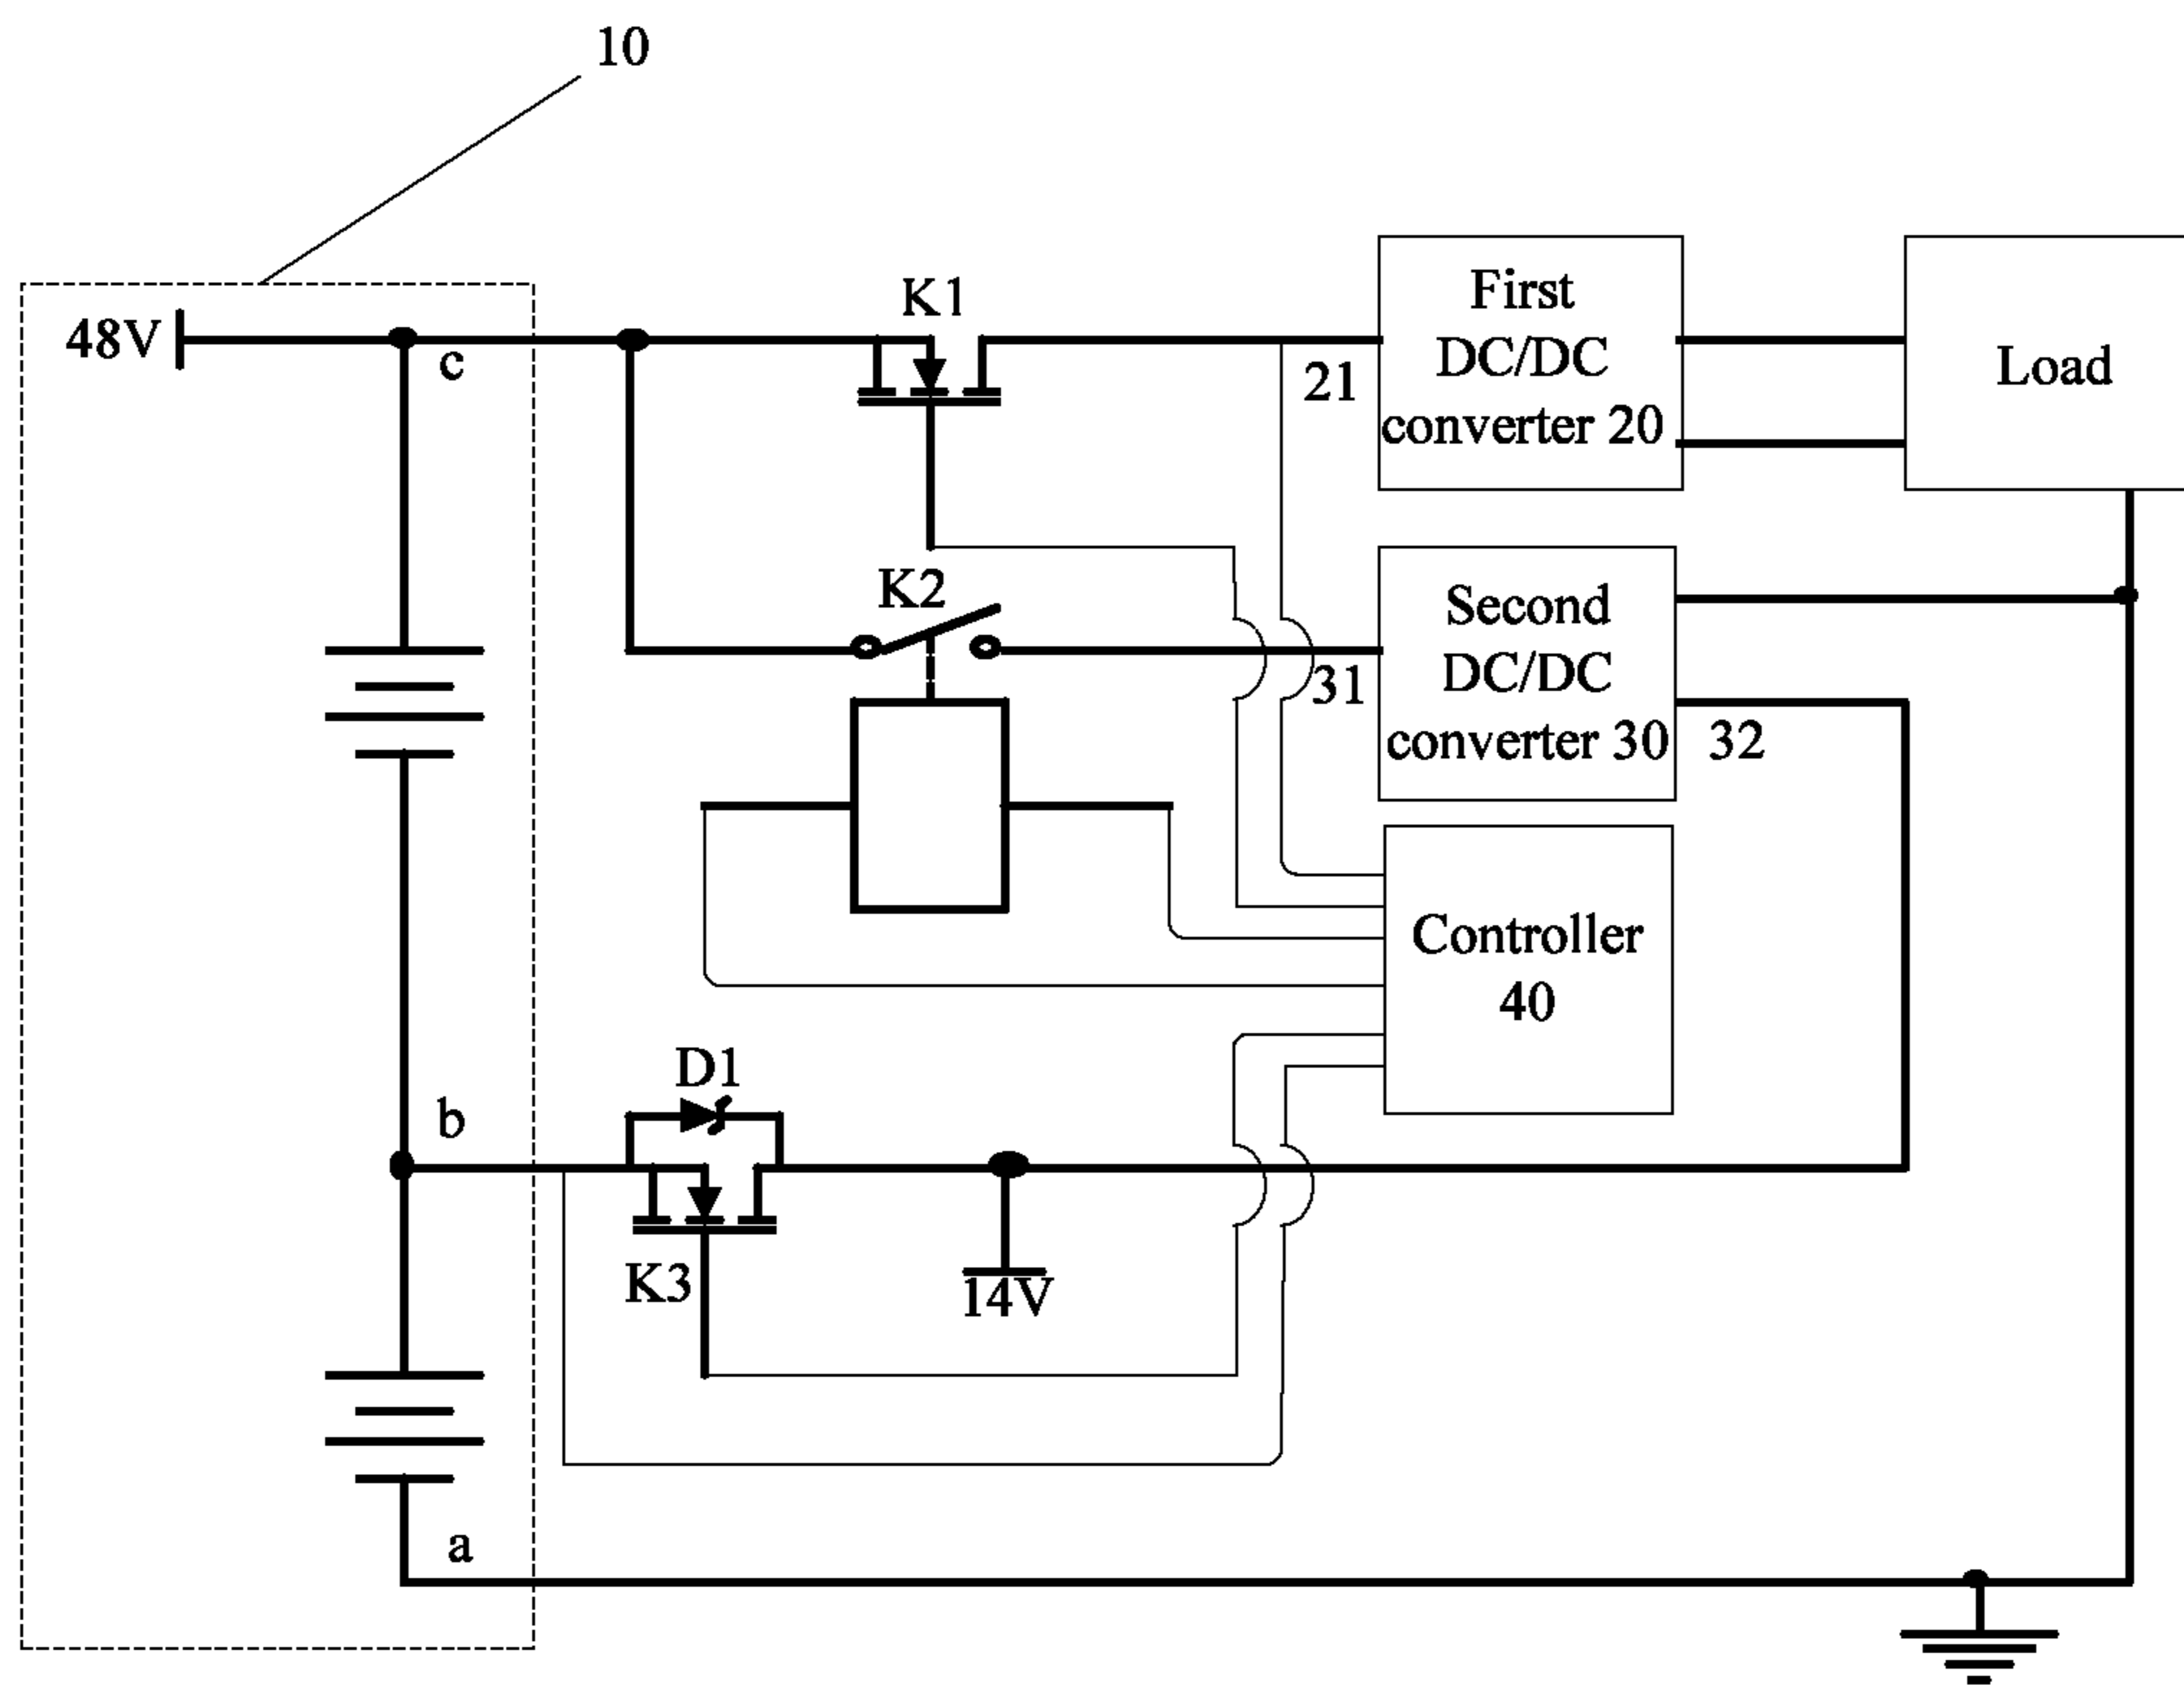 10
48V
c
K1
21
First
DC/DC
converter 20
Load
K2
31
Second
DC/DC
converter 30
32
Controller
40
D1
b
K3
14V
a